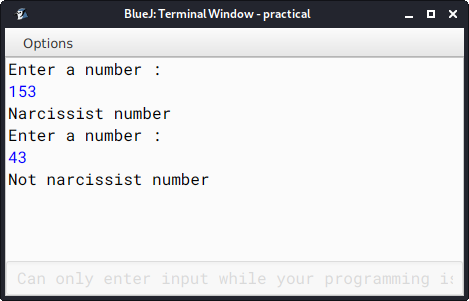 BlueJ: Terminal Window - practical
Options
Enter a number :
153
Narcissist number
Enter a number :
43
Not narcissist number
Can only enter input while your programming is